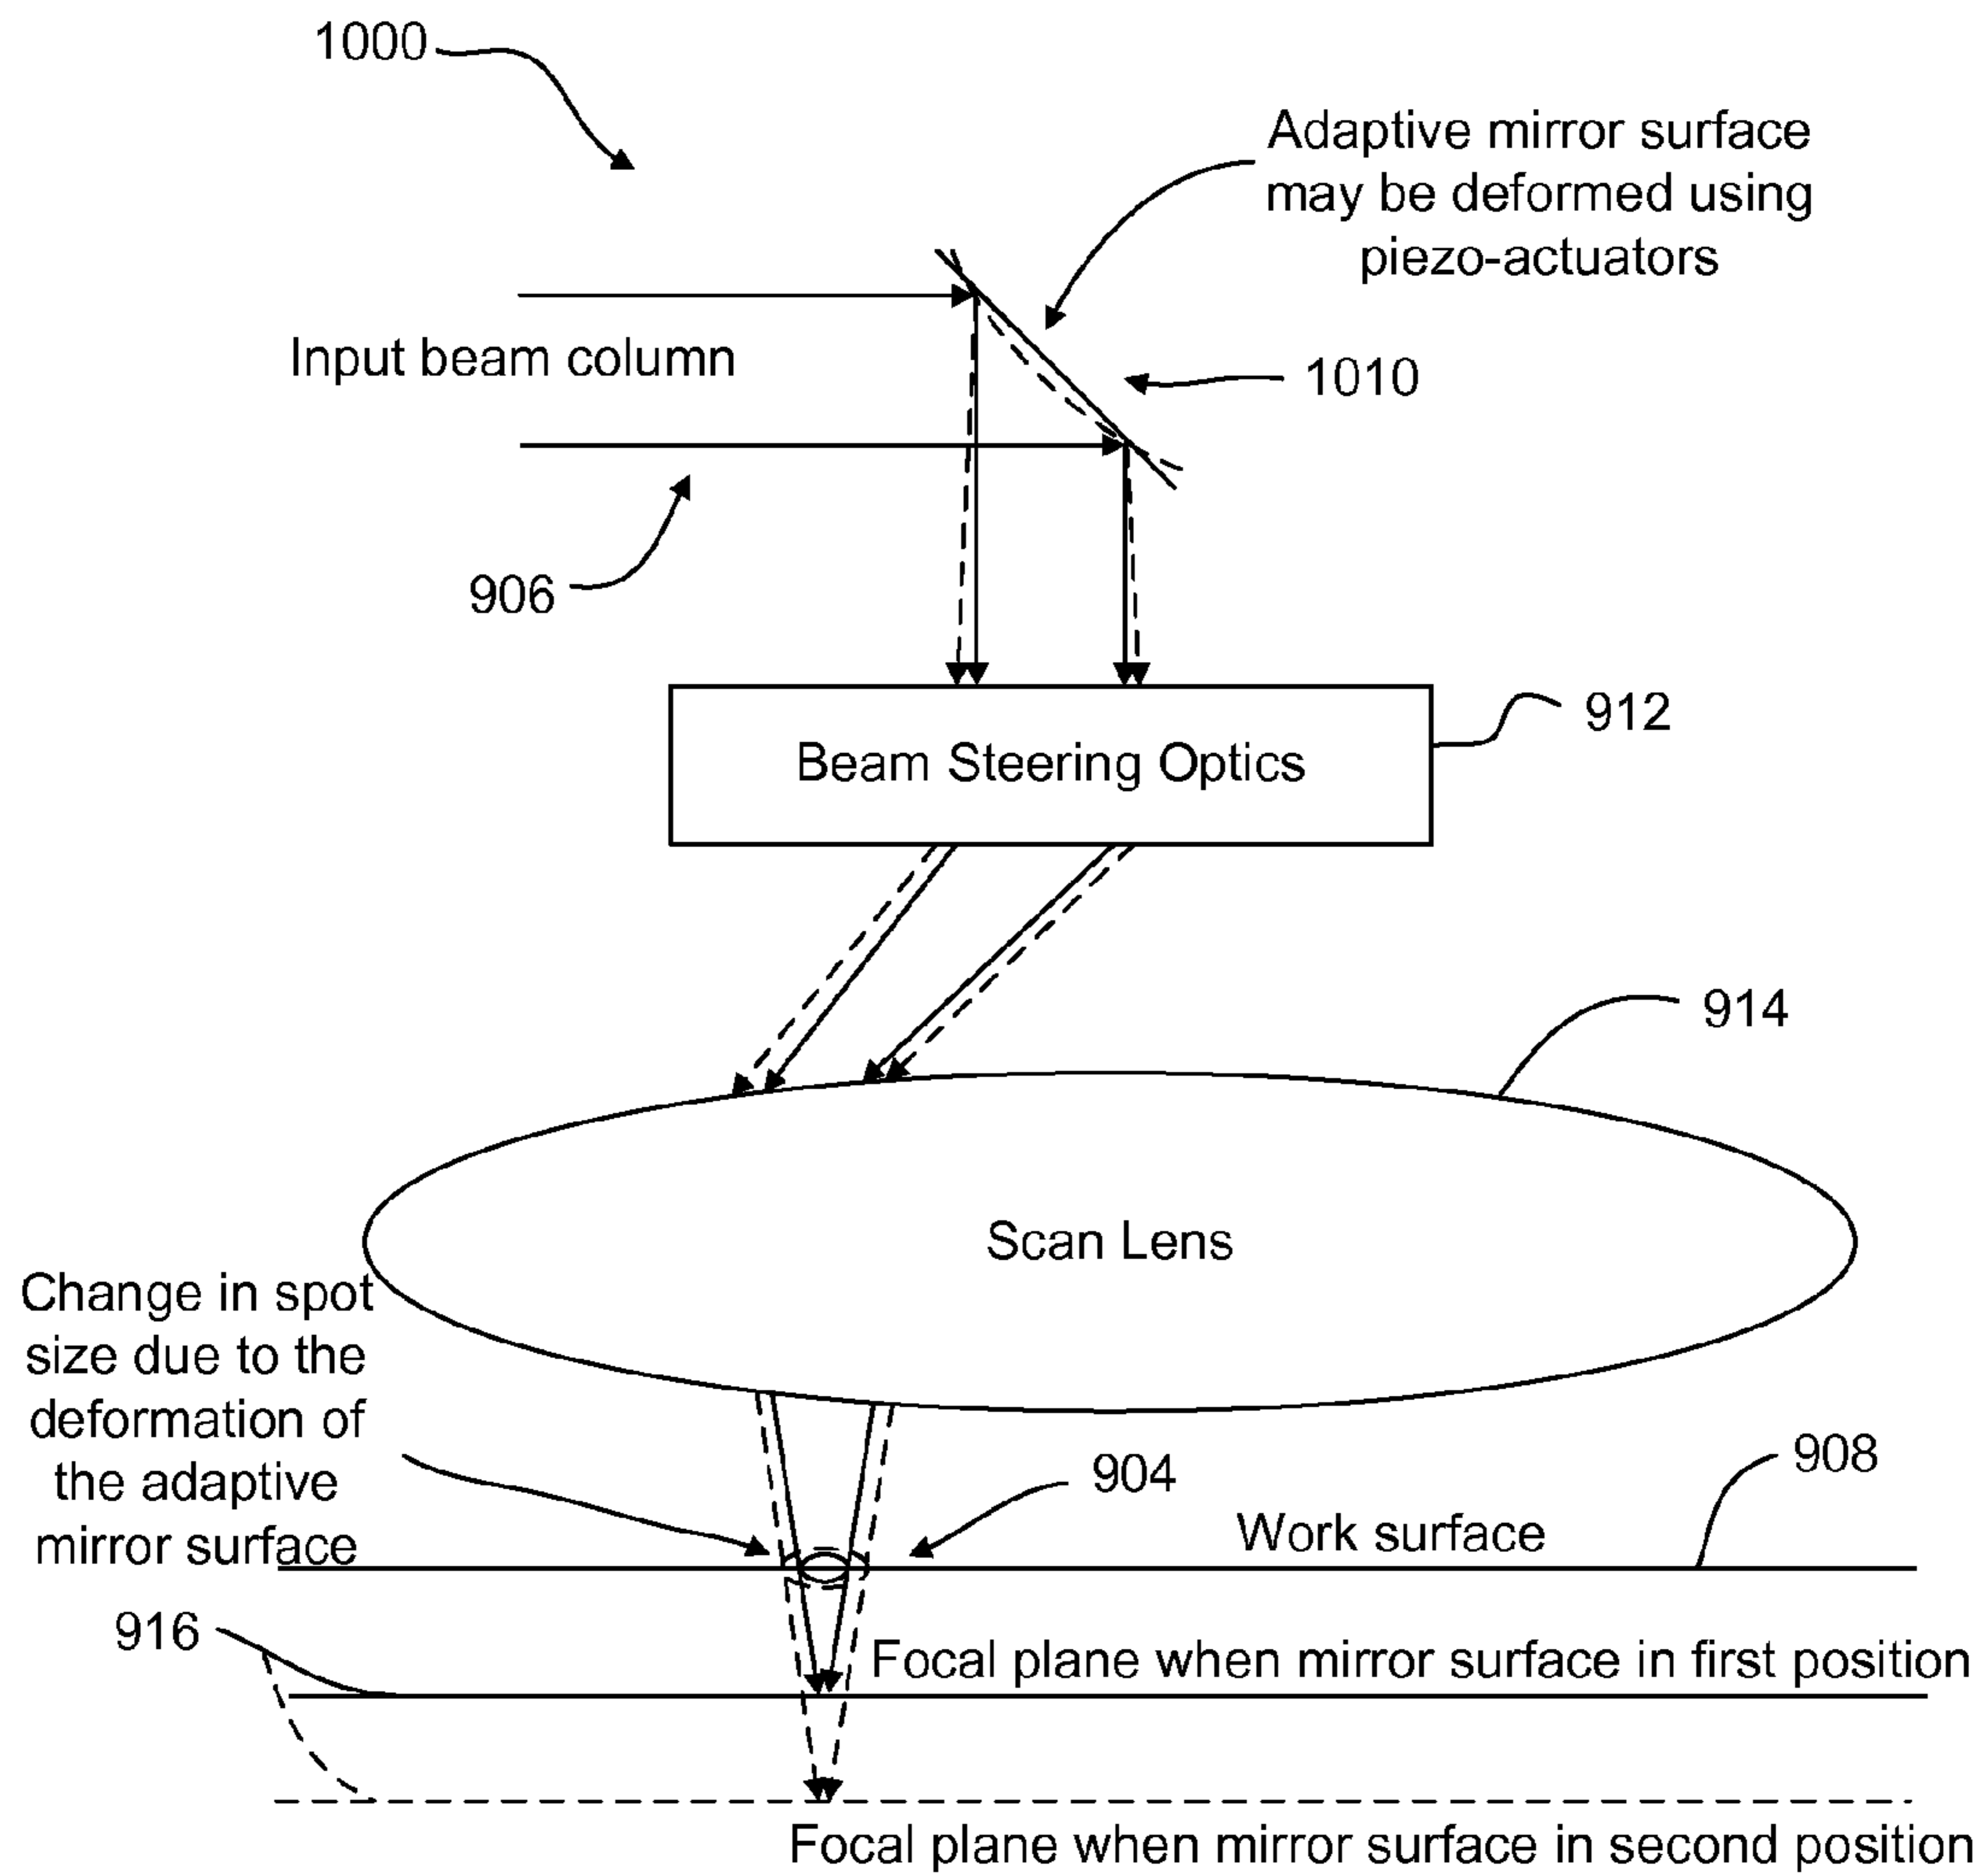 1000
Adaptive mirror surface
may be deformed using
piezo-actuators
Input beam column
1010
906
912
Beam Steering Optics
914
Scan Lens
Change in spot
size due to the
deformation of
the adaptive
mirror surface
904
908
Work surface
916
Focal plane when mirror surface in first position
Focal plane when mirror surface in second position